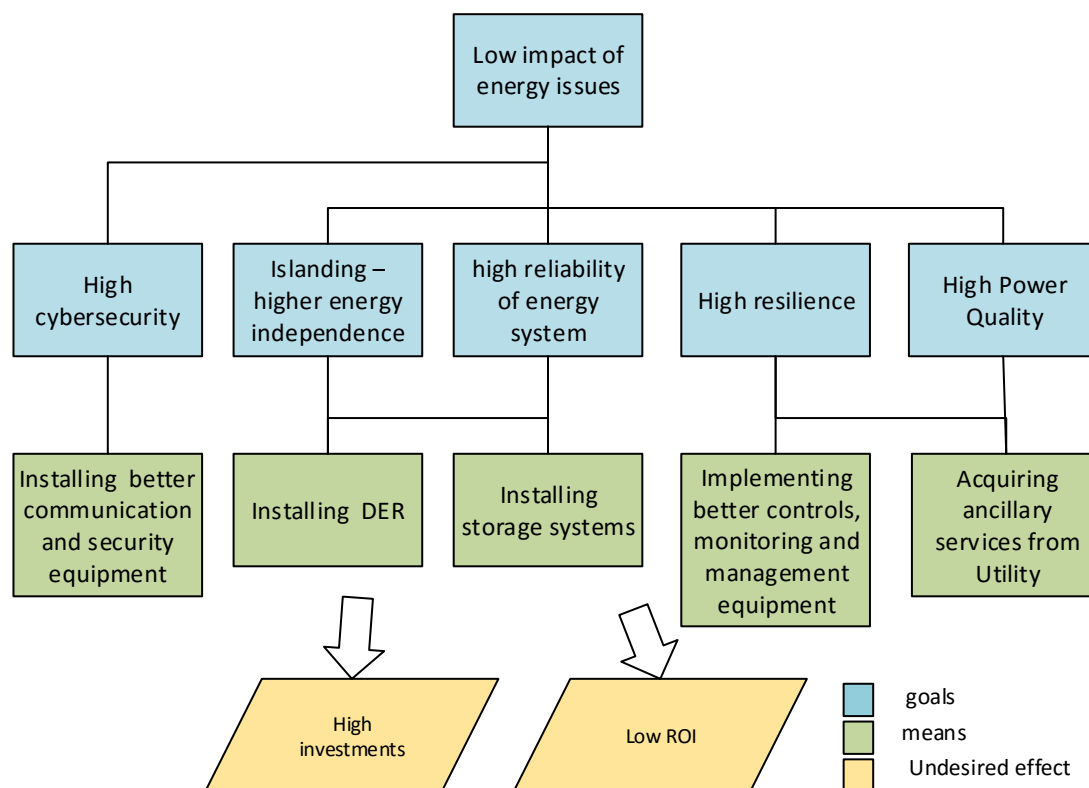 Low impact of
energy issues
High
cybersecurity
Islanding –
higher energy
independence
high reliability
of energy
system
High resilience
High Power
Quality
Installing better
communication
and security
equipment
Installing DER
Installing
storage systems
Implementing
better controls,
monitoring and
management
equipment
Acquiring
ancillary
services from
Utility
High
investments
Low ROI
goals
means
Undesired effect